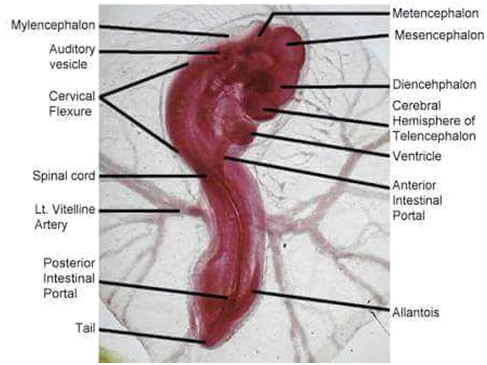 Mylencephalon
Auditory
vesicle
Cervical
Flexure
Spinal cord
Lt. Vitelline
Artery
Posterior
Intestinal
Portal
Tail
Metencephalon
Mesencephalon
Diencehphalon
Cerebral
Hemisphere of
Telencephalon
Ventricle
Anterior
Intestinal
Portal
Allantois